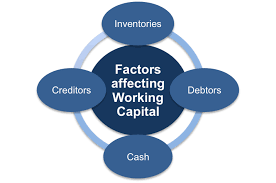 Inventories
Factors
affecting
Working
Capital
Creditors
Debtors
Cash